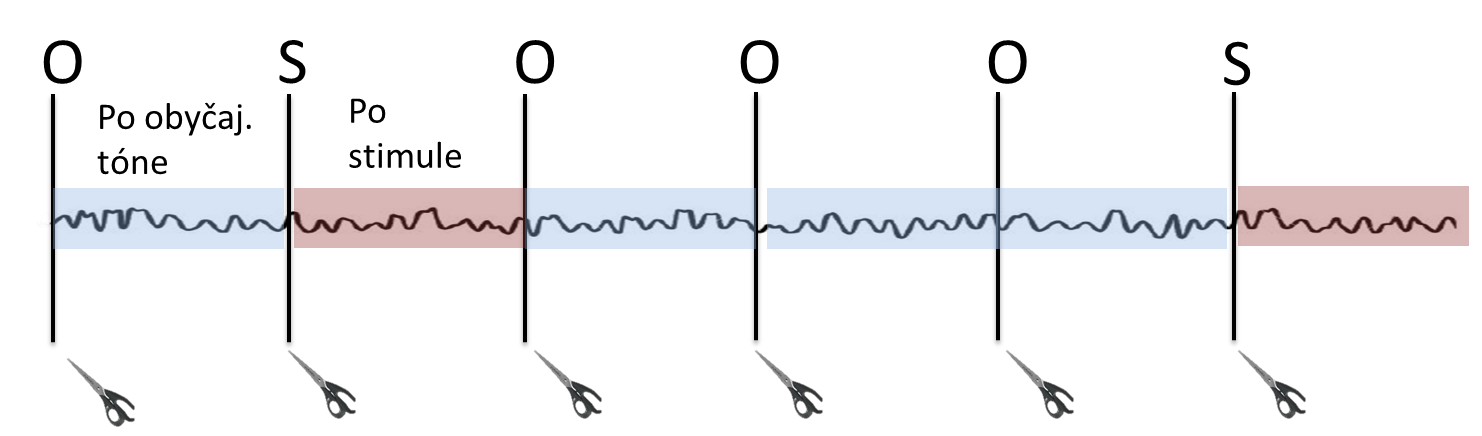 O S O O O S
Po obyčaj.
tóne
Po
stimule